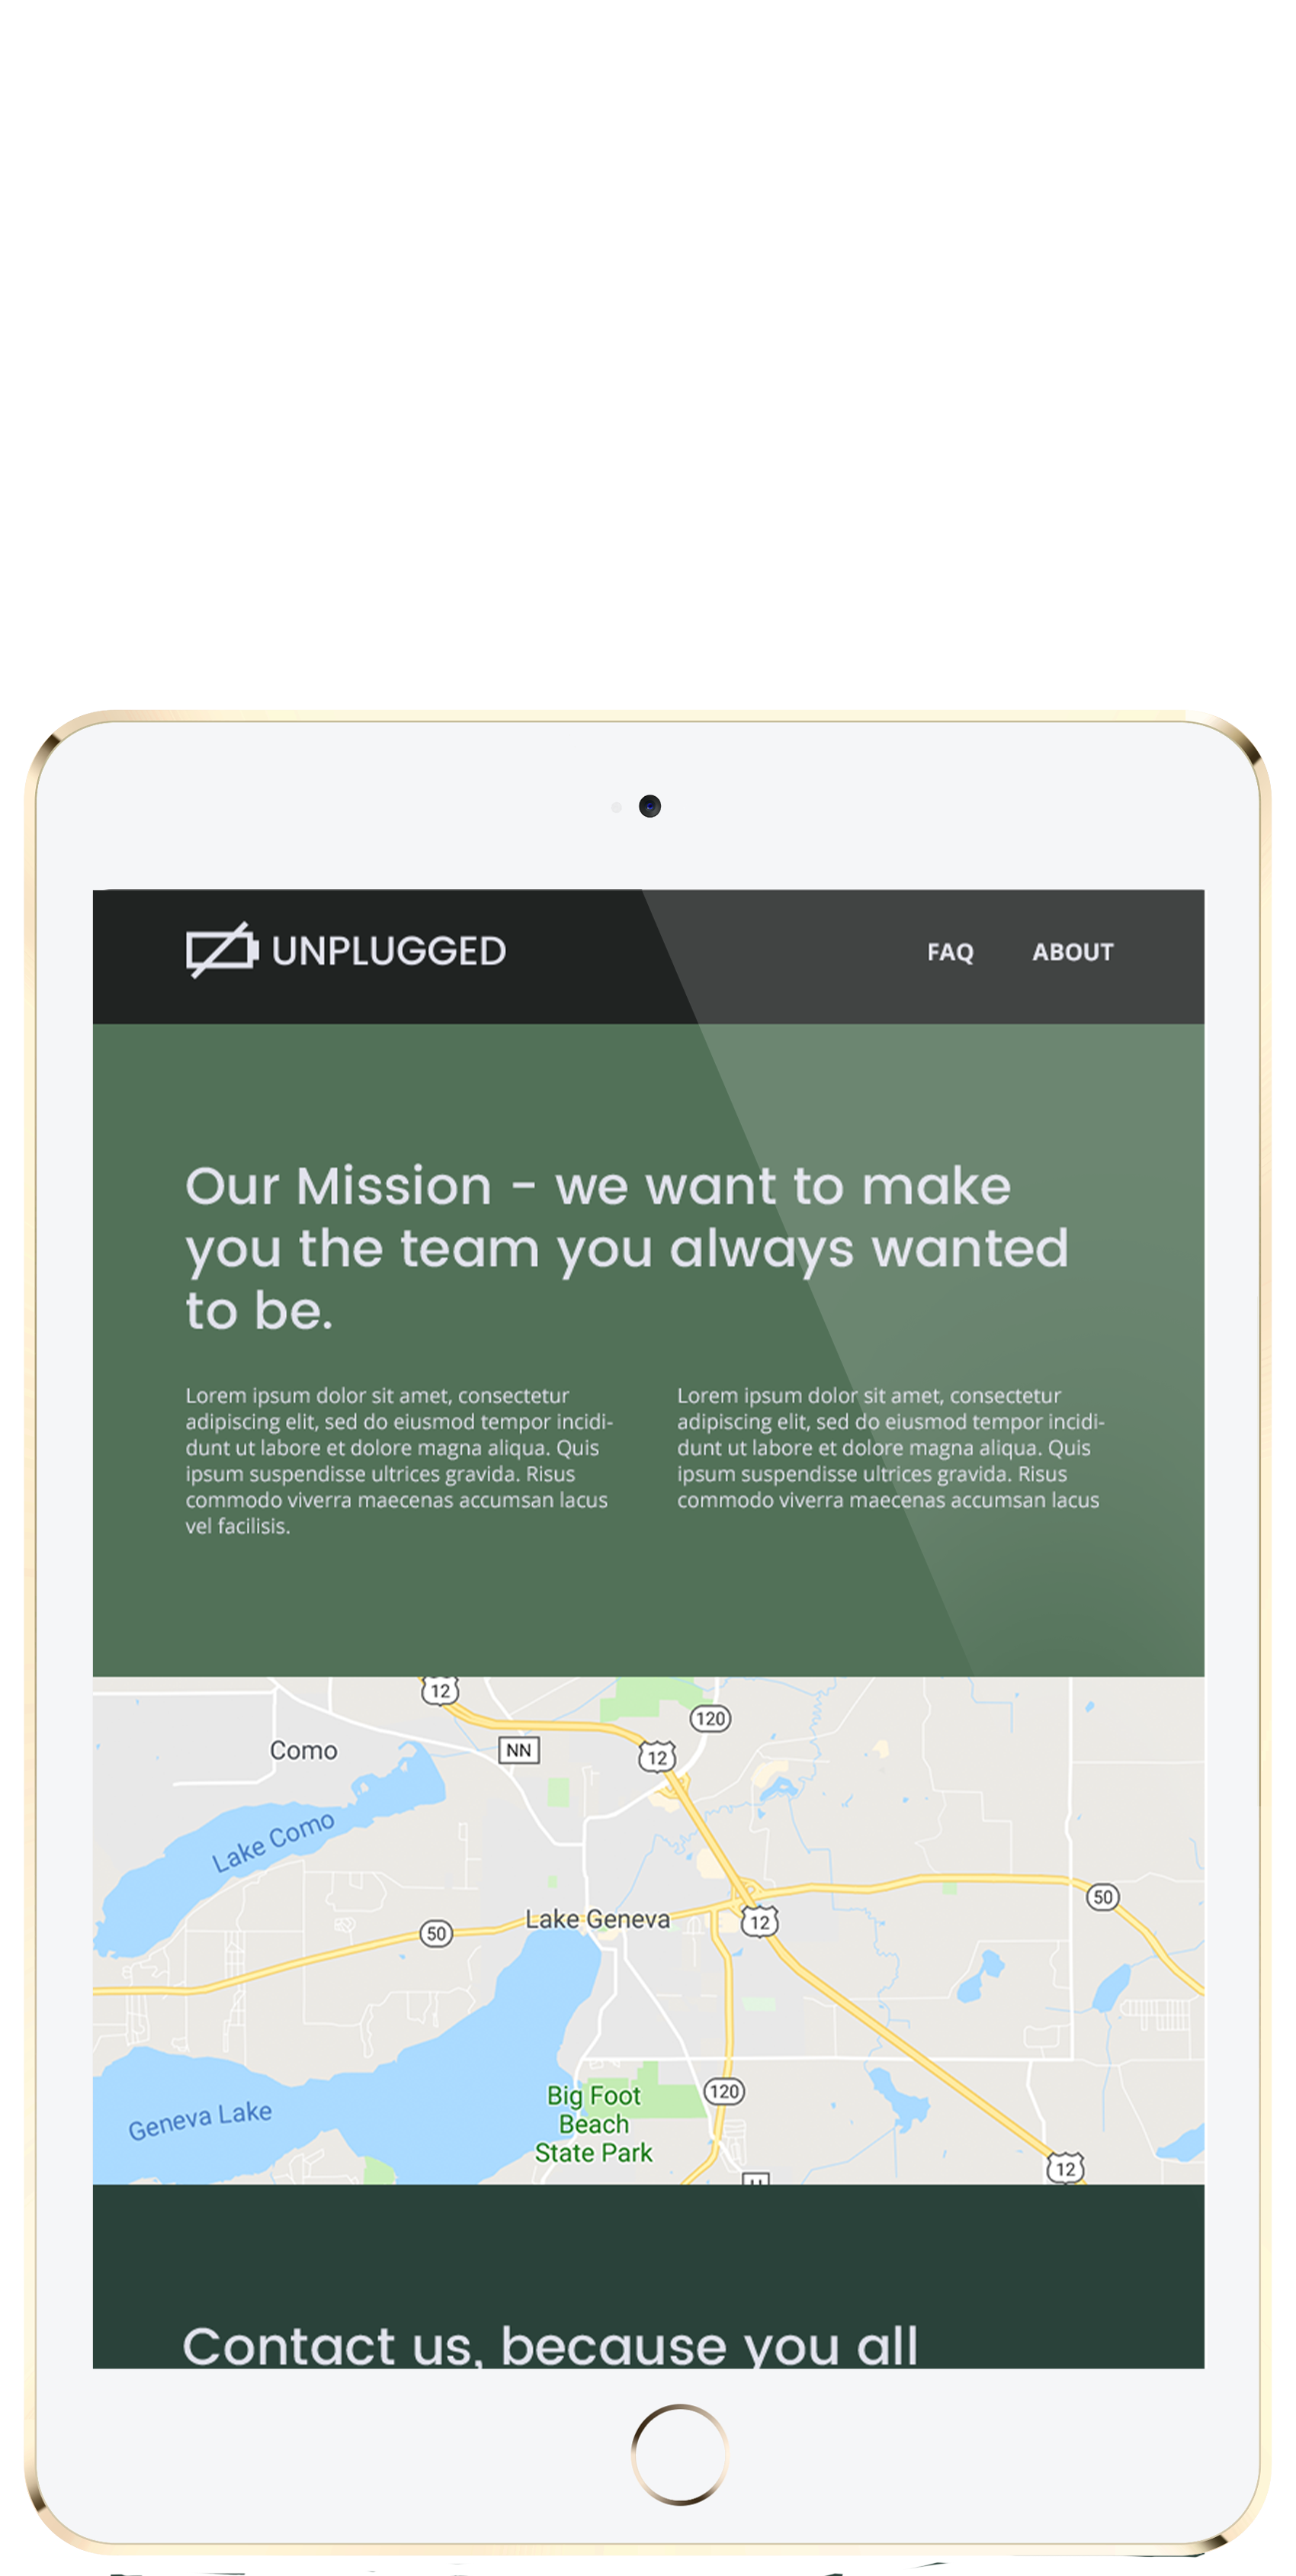 UNPLUGGED
FAQ ABOUT
Our Mission - we want to make
you the team you always wanted
to be.
Lorem ipsum dolor sit amet, consectetur
adipiscing elit, sed do eiusmod tempor incidi-
dunt ut labore et dolore magna aliqua. Quis
ipsum suspendisse ultrices gravida. Risus
commodo viverra maecenas accumsan lacus
vel facilisis.
Lorem ipsum dolor sit amet, consectetur
adipiscing elit, sed do eiusmod tempor incidi-
dunt ut labore et dolore magna aliqua. Quis
ipsum suspendisse ultrices gravida. Risus
commodo viverra maecenas accumsan lacus
12
120
Como
NN
12
Lake Como
50
Lake Geneva
50
12
Big Foot
Beach
State Park
120
Geneva Lake
12
Contact us, because you all